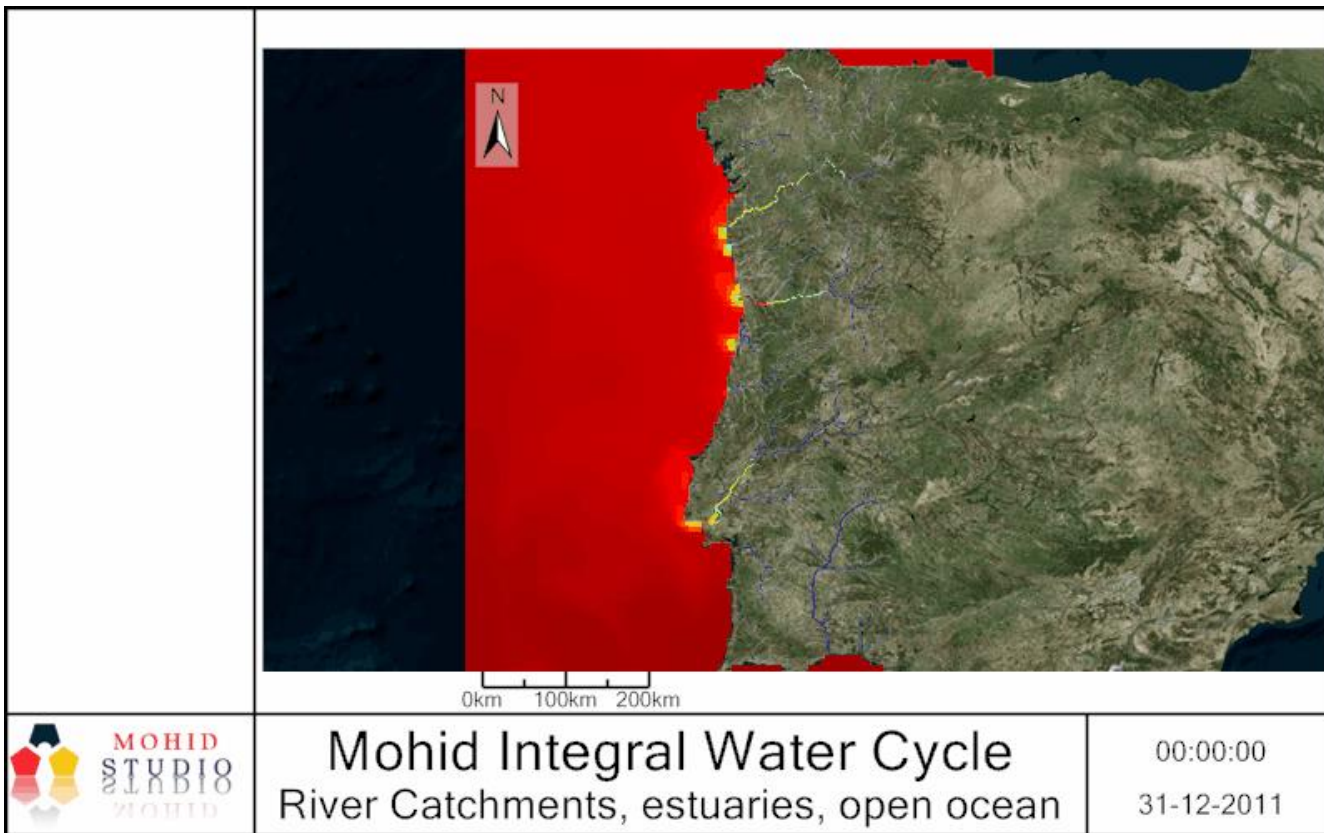 N
0km 100km 200km
MOHID
STUDIO
Mohid Integral Water Cycle
River Catchments, estuaries, open ocean
00:00:00
31-12-2011